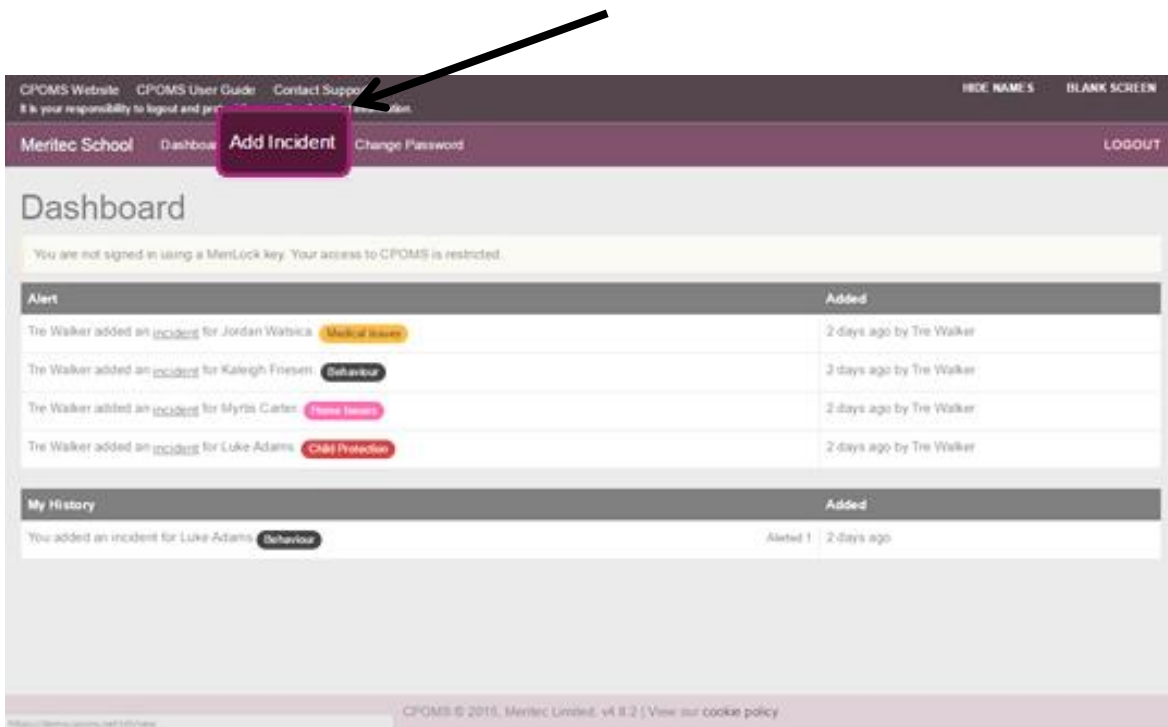 CPOMS Website CPOMS User Guide Contact Suppo
HIDE NAMES BLANK SCREEN
It is your responsibility to logout and
Meritec School Dashboa Add Incident Change Password LOGOUT
Dashboard
You are not signed in using a MeriLock key. Your access to CPOMS is restricted.
Alert Added
Tre Walker added an incident for Jordan Watsica. Medical Issues 2 days ago by Tre Walker
Tre Walker added an incident for Kaleigh Friesen. Behaviour 2 days ago by Tre Walker
Tre Walker added an incident for Myrtis Carter. Home Issues 2 days ago by Tre Walker
Tre Walker added an incident for Luke Adams. Child Protection 2 days ago by Tre Walker
My History Added
You added an incident for Luke Adams Behaviour Alerted 1 2 days ago
CPOMS © 2015, Meritec Limited. v4.8.2 | View our cookie policy